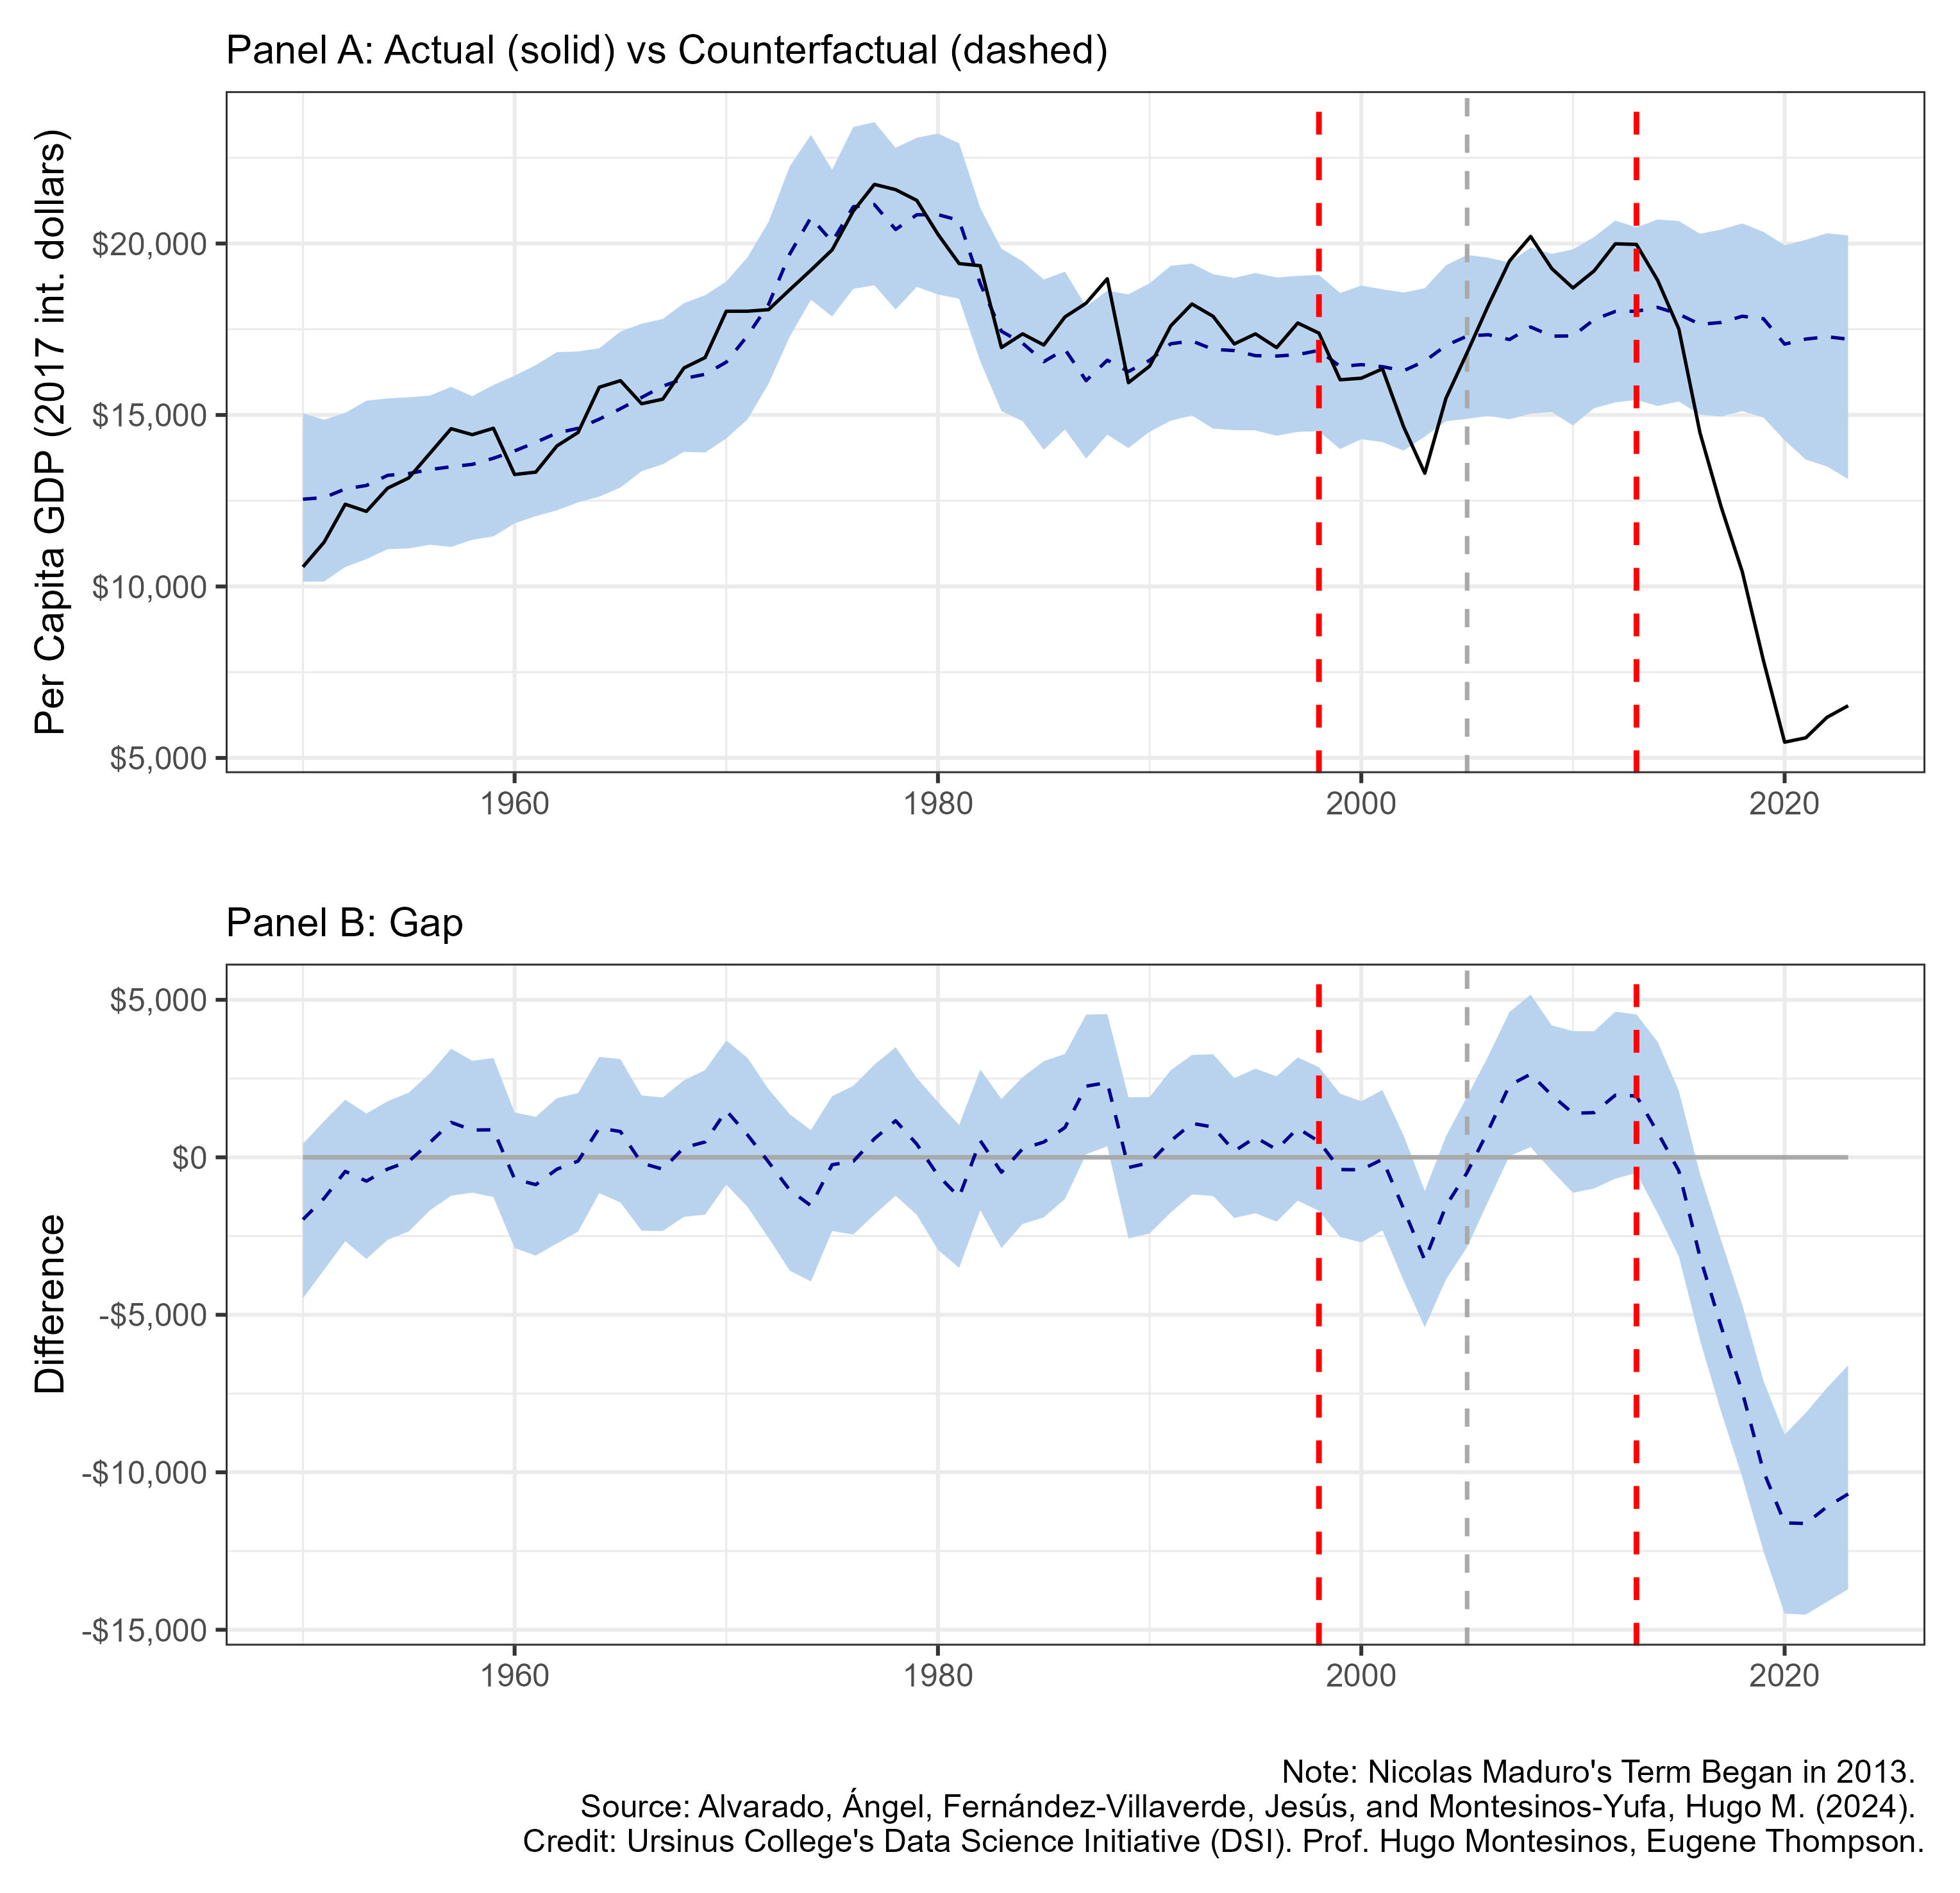 Panel A: Actual (solid) vs Counterfactual (dashed)
Per Capita GDP (2017 int. dollars)
$20,000
$15,000
$10,000
$5,000
1960
1980
2000
2020
Panel B: Gap
Difference
$5,000
$0
-$5,000
-$10,000
-$15,000
1960
1980
2000
2020
Note: Nicolas Maduro's Term Began in 2013.
Source: Alvarado, Ángel, Fernández-Villaverde, Jesús, and Montesinos-Yufa, Hugo M. (2024).
Credit: Ursinus College's Data Science Initiative (DSI). Prof. Hugo Montesinos, Eugene Thompson.